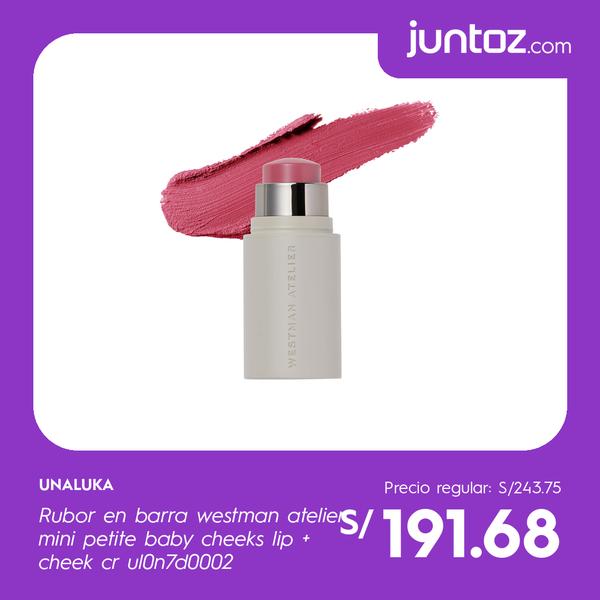 juntoz.com
WESTMAN ATELIER
UNALUKA
Rubor en barra westman atelier
mini petite baby cheeks lip +
cheek cr ul0n7d0002
Precio regular: S/243.75
S/191.68